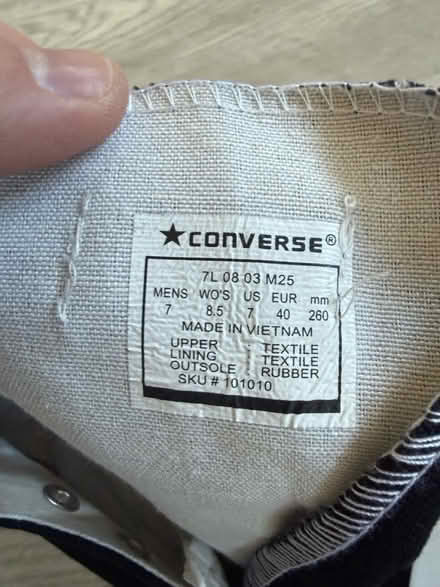 ★CONVERSE®
7L 08 03 M25
MENS WO'S US EUR mm
7 8.5 7 40 260
MADE IN VIETNAM
UPPER : TEXTILE
LINING : TEXTILE
OUTSOLE : RUBBER
SKU # 101010